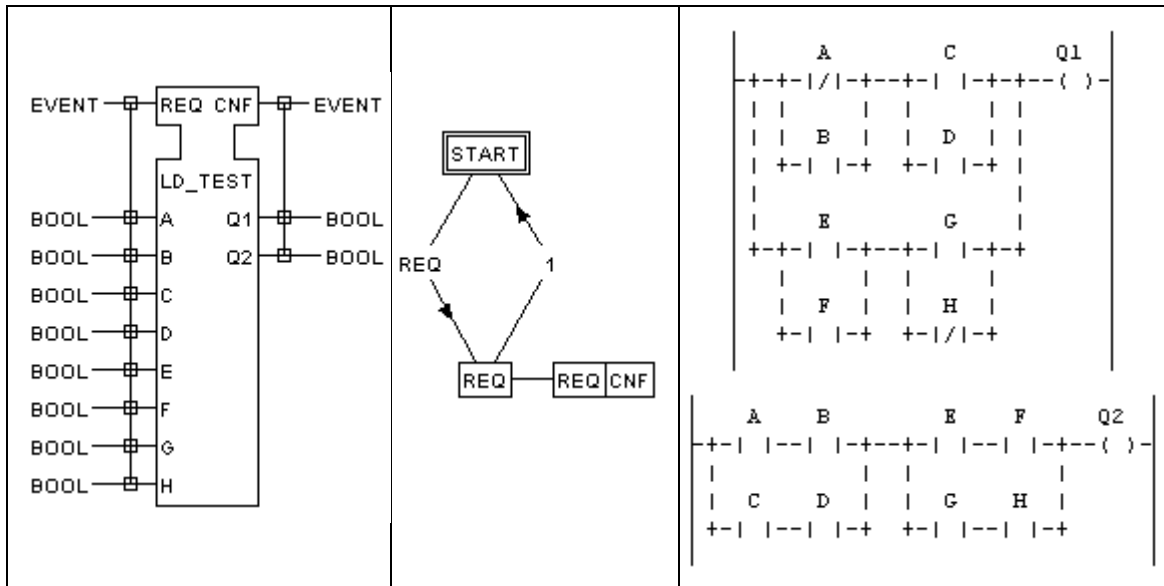 EVENT REQ CNF EVENT
LD_TEST
BOOL A Q1 BOOL
BOOL B Q2 BOOL
BOOL C
BOOL D
BOOL E
BOOL F
BOOL G
BOOL H
START
REQ 1
REQ REQ CNF
A C Q1
B D
E G
F H
A B E F Q2
C D G H